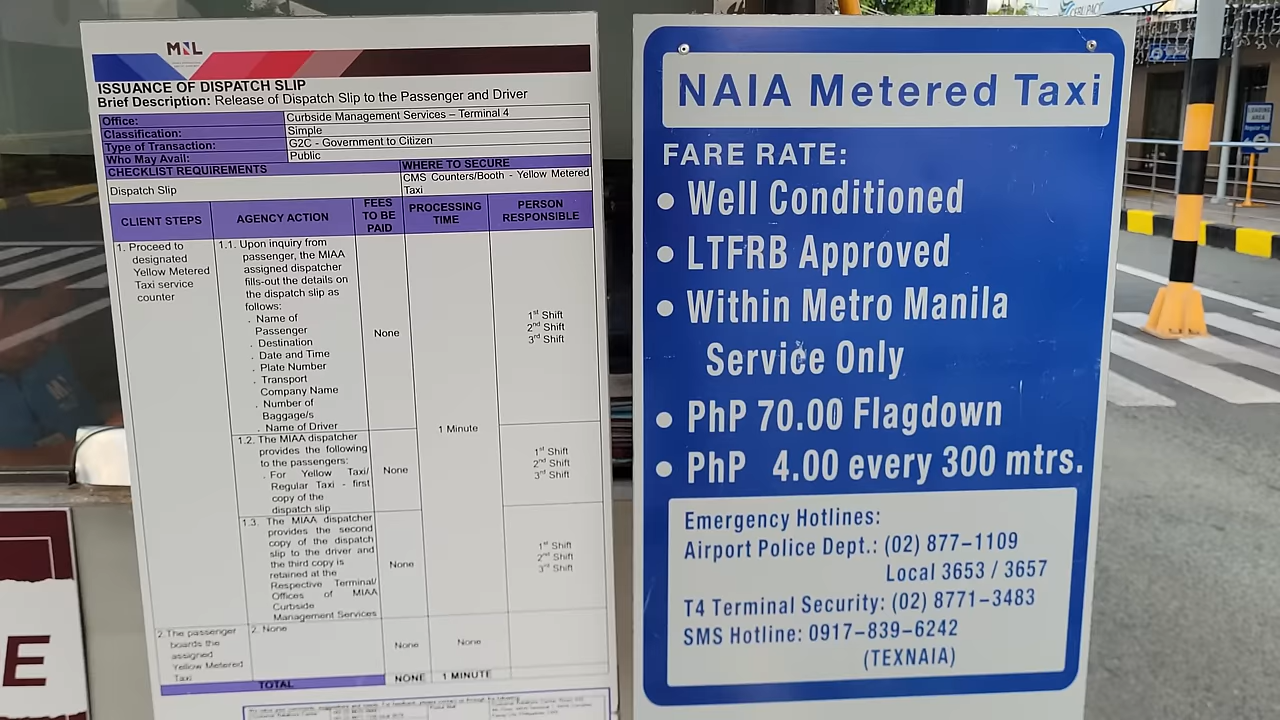 MNL
ISSUANCE OF DISPATCH SLIP
Brief Description: Release of Dispatch Slip to the Passenger and Driver
Office: Curbside Management Services – Terminal 4
Classification: Simple
Type of Transaction: G2C - Government to Citizen
Who May Avail: Public
CHECKLIST REQUIREMENTS WHERE TO SECURE
Dispatch Slip
CMS Counters/Booth - Yellow Metered
Taxi
CLIENT STEPS
AGENCY ACTION
FEES
TO BE
PAID
PROCESSING
TIME
PERSON
RESPONSIBLE
1. Proceed to
designated
Yellow Metered
Taxi service
counter
1.1. Upon inquiry from
passenger, the MIAA
assigned dispatcher
fills-out the details on
the dispatch slip as
follows:
. Name of
Passenger
. Destination
. Date and Time
. Plate Number
. Transport
Company Name
. Number of
Baggage/s
. Name of Driver
None
1 Minute
1st Shift
2nd Shift
3rd Shift
1.2. The MIAA dispatcher
provides the following
to the passengers:
. For Yellow Taxi/
Regular Taxi - first
copy of the
dispatch slip
None
1st Shift
2nd Shift
3rd Shift
1.3. The MIAA dispatcher
provides the second
copy of the dispatch
slip to the driver and
the third copy is
retained at the
Respective Terminal/
Offices of MIAA
Curbside
Management Services
None
1st Shift
2nd Shift
3rd Shift
2. The passenger
boards the
assigned
Yellow Metered
Taxi
2. None
None
None
TOTAL NONE 1 MINUTE
NAIA Metered Taxi
FARE RATE:
• Well Conditioned
• LTFRB Approved
• Within Metro Manila
Service Only
• PhP 70.00 Flagdown
• PhP 4.00 every 300 mtrs.
Emergency Hotlines:
Airport Police Dept.: (02) 877–1109
Local 3653 / 3657
T4 Terminal Security: (02) 8771–3483
SMS Hotline: 0917–839–6242
(TEXNAIA)
E
LOADING
AREA
Regular Taxi